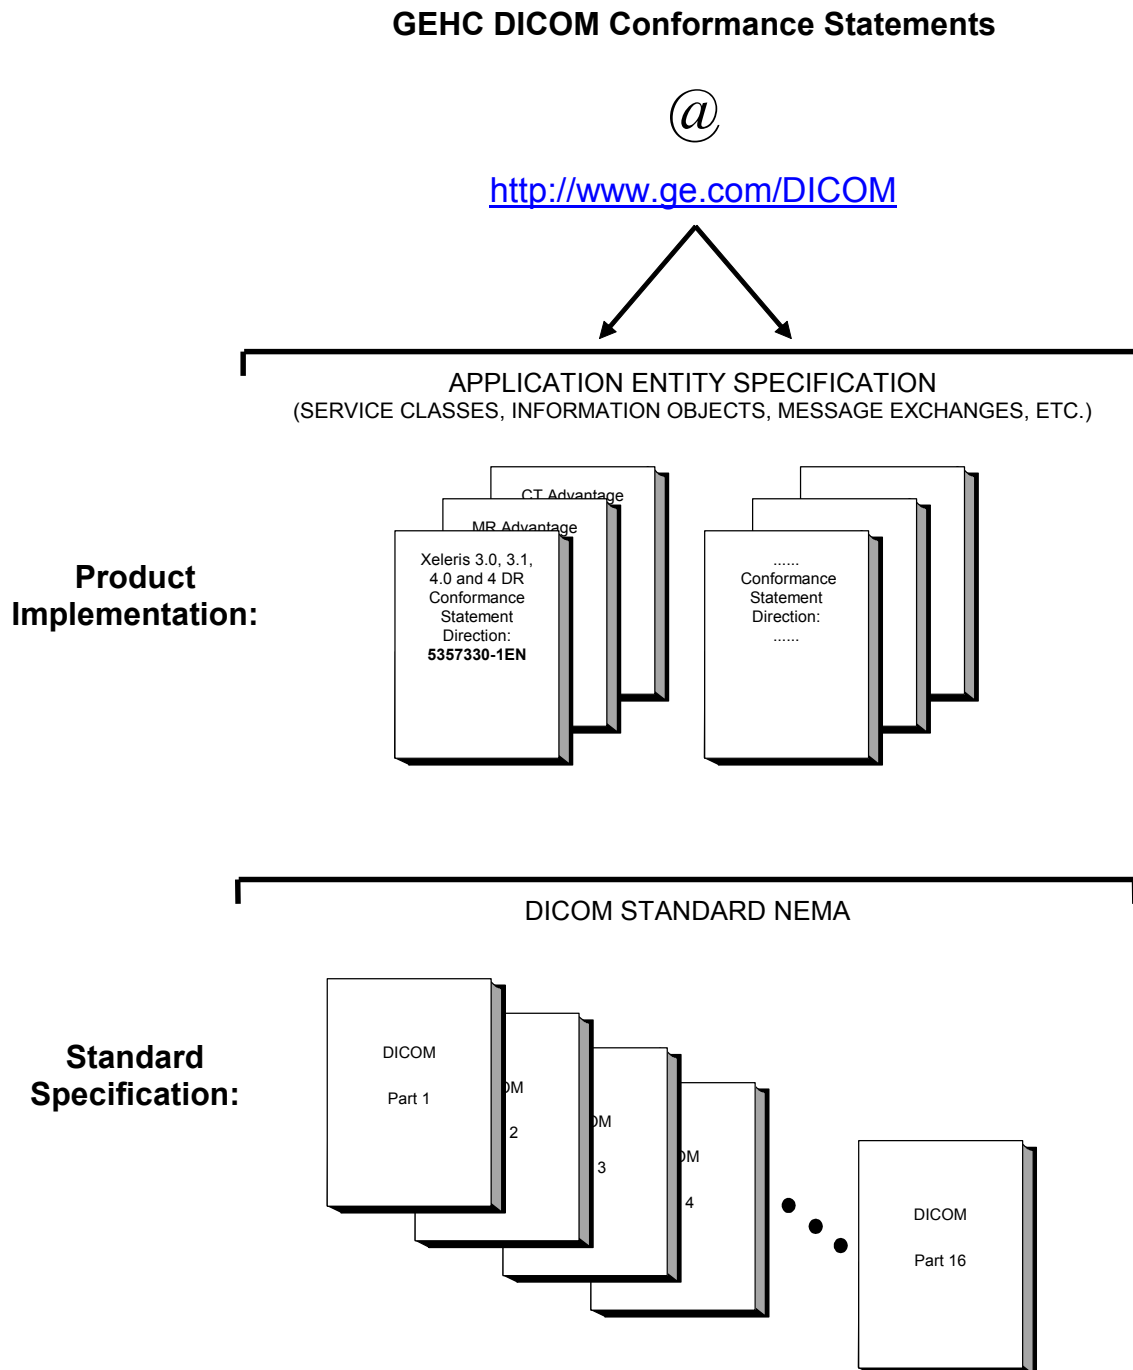 GEHC DICOM Conformance Statements
@
http://www.ge.com/DICOM
APPLICATION ENTITY SPECIFICATION
(SERVICE CLASSES, INFORMATION OBJECTS, MESSAGE EXCHANGES, ETC.)
Product
Implementation:
CT Advantage
MR Advantage
Xeleris 3.0, 3.1,
4.0 and 4 DR
Conformance
Statement
Direction:
5357330-1EN
......
Conformance
Statement
Direction:
......
DICOM STANDARD NEMA
Standard
Specification:
DICOM
Part 1
OM
2
OM
3
OM
4
DICOM
Part 16